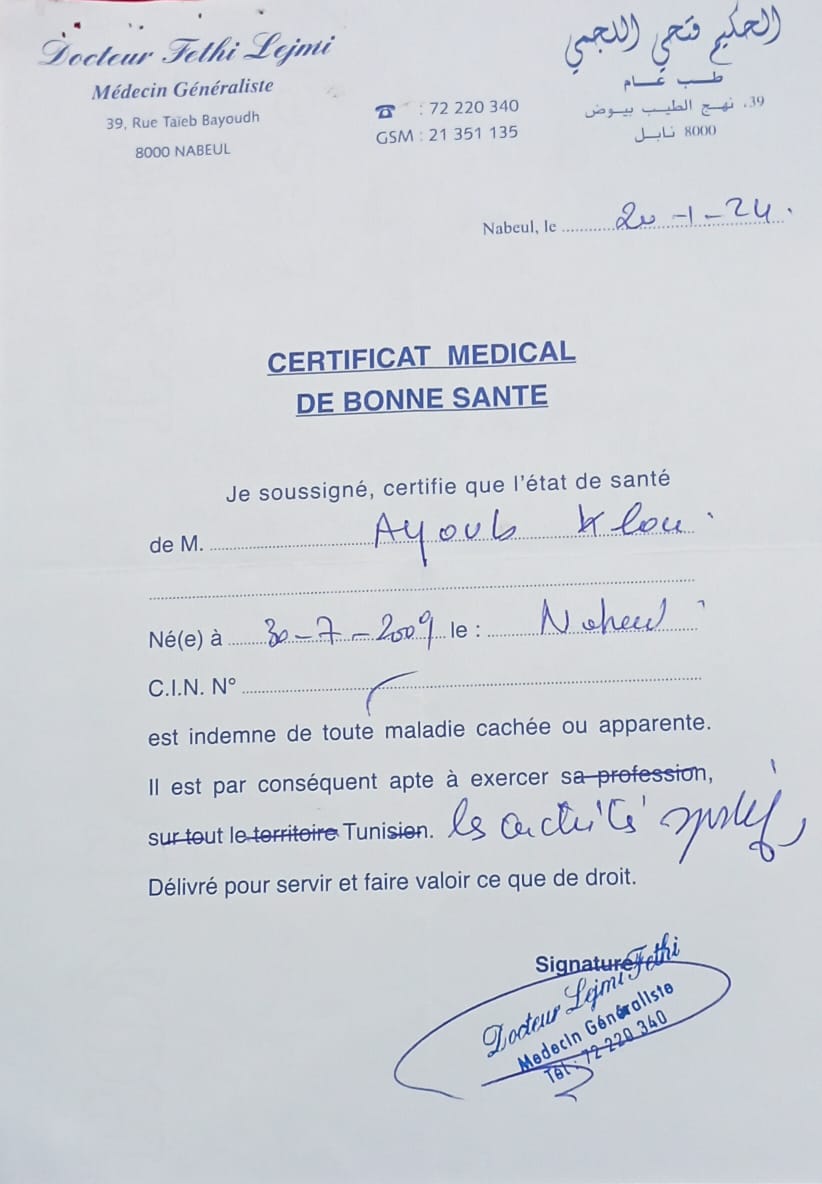 Docteur Fethi Lejmi
Médecin Généraliste
39, Rue Taïeb Bayoudh
8000 NABEUL
☎ : 72 220 340
GSM : 21 351 135
الحكيم فتحي اللجمي
طب عام
39، نهج الطيب بيوض
8000 نابل
Nabeul, le 20-1-24.
CERTIFICAT MEDICAL
DE BONNE SANTE
Je soussigné, certifie que l'état de santé
de M. Ayoub
Né(e) à 30-7-2009 le : Nabeul
C.I.N. N°
est indemne de toute maladie cachée ou apparente.
Il est par conséquent apte à exercer sa profession,
sur tout le territoire Tunisien. les activités
Délivré pour servir et faire valoir ce que de droit.
Signature
Docteur Lejmi Fethi
Medecin Généraliste
Tél : 72 220 340